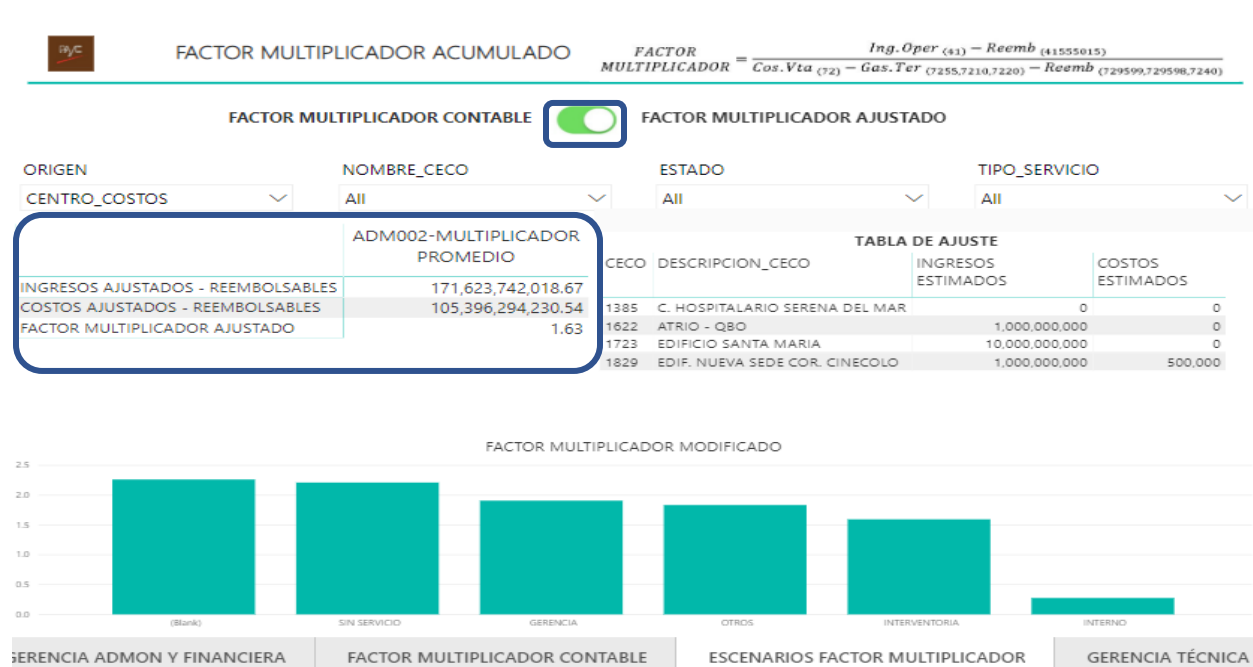 ayc
FACTOR MULTIPLICADOR ACUMULADO
FACTOR MULTIPLICADOR = Ing.Oper (41) − Reemb (41555015) / Cos.Vta (72) − Gas.Ter (7255,7210,7220) − Reemb (729599,729598,7240)
FACTOR MULTIPLICADOR CONTABLE FACTOR MULTIPLICADOR AJUSTADO
ORIGEN NOMBRE_CECO ESTADO TIPO_SERVICIO
CENTRO_COSTOS All All All
ADM002-MULTIPLICADOR
PROMEDIO
INGRESOS AJUSTADOS - REEMBOLSABLES 171,623,742,018.67
COSTOS AJUSTADOS - REEMBOLSABLES 105,396,294,230.54
FACTOR MULTIPLICADOR AJUSTADO 1.63
TABLA DE AJUSTE
CECO DESCRIPCION_CECO INGRESOS ESTIMADOS COSTOS ESTIMADOS
1385 C. HOSPITALARIO SERENA DEL MAR 0 0
1622 ATRIO - QBO 1,000,000,000 0
1723 EDIFICIO SANTA MARIA 10,000,000,000 0
1829 EDIF. NUEVA SEDE COR. CINECOLO 1,000,000,000 500,000
FACTOR MULTIPLICADOR MODIFICADO
2.5
2.0
1.5
1.0
0.5
0.0
(Blank) SIN SERVICIO GERENCIA OTROS INTERVENTORIA INTERNO
GERENCIA ADMON Y FINANCIERA FACTOR MULTIPLICADOR CONTABLE ESCENARIOS FACTOR MULTIPLICADOR GERENCIA TÉCNICA